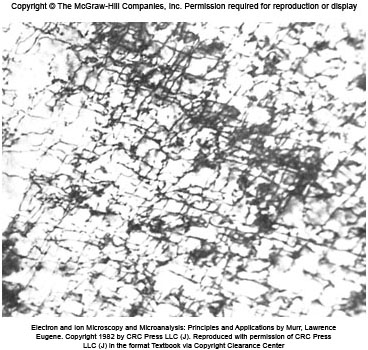 Copyright © The McGraw-Hill Companies, Inc. Permission required for reproduction or display
Electron and Ion Microscopy and Microanalysis: Principles and Applications by Murr, Lawrence
Eugene. Copyright 1982 by CRC Press LLC (J). Reproduced with permission of CRC Press
LLC (J) in the format Textbook via Copyright Clearance Center